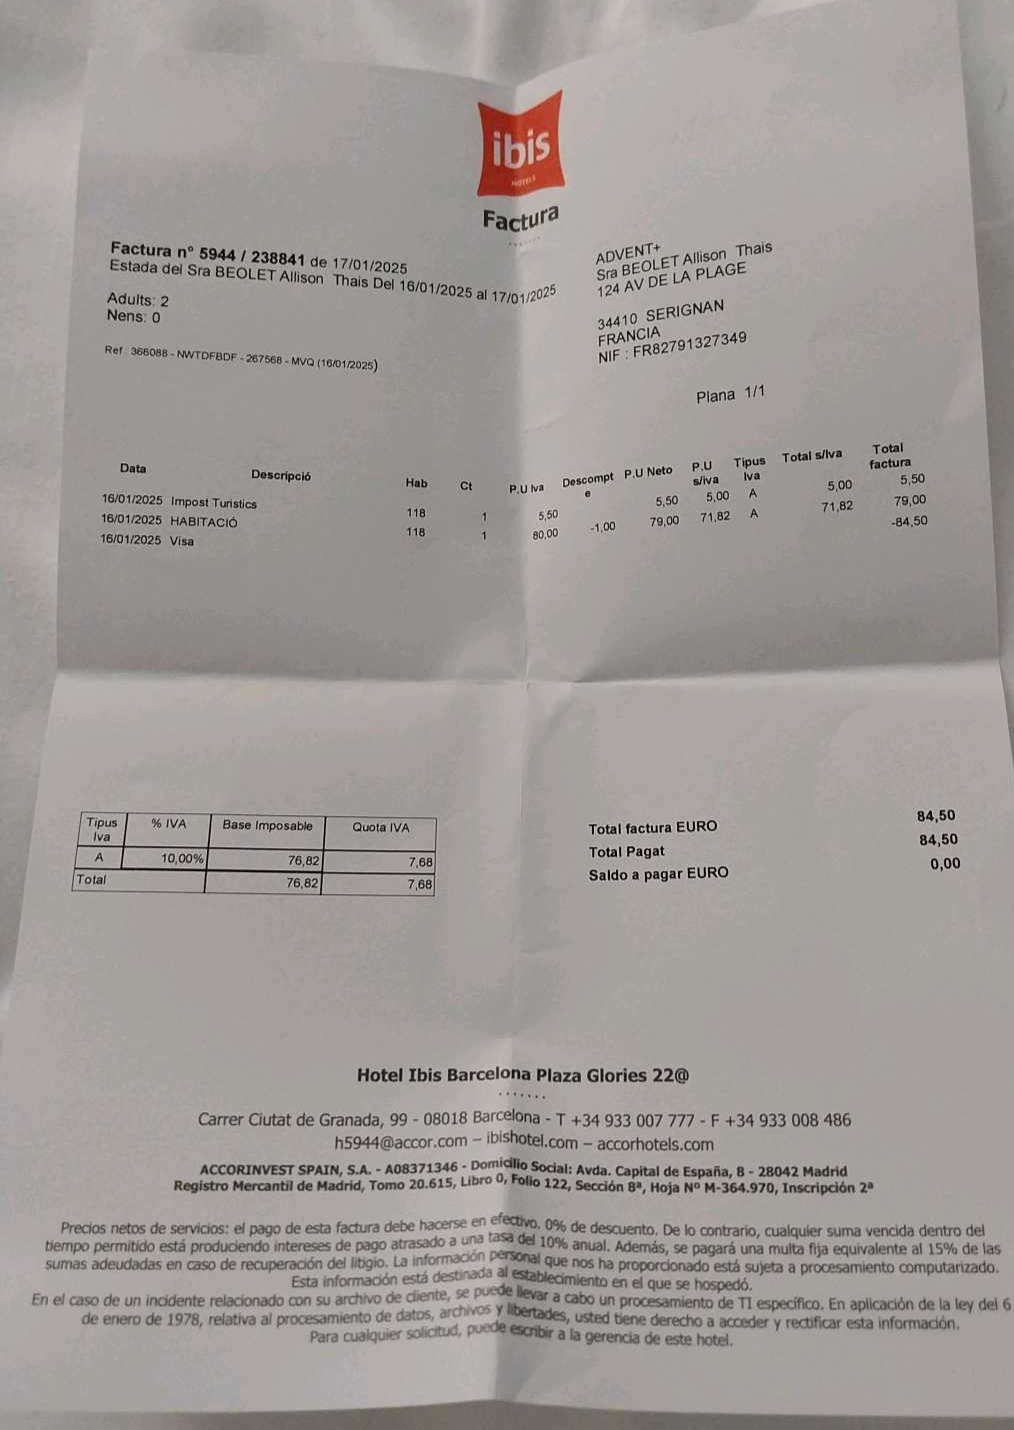 ibis
HOTELS
Factura
Factura n° 5944 / 238841 de 17/01/2025
Estada del Sra BEOLET Allison Thais Del 16/01/2025 al 17/01/2025
Adults: 2
Nens: 0
Ref : 366088 - NWTDFBDF - 267568 - MVQ (16/01/2025)
ADVENT+
Sra BEOLET Allison Thais
124 AV DE LA PLAGE
34410 SERIGNAN
FRANCIA
NIF : FR82791327349
Plana 1/1
Data Descripció Hab Ct P.U Iva Descompte P.U Neto P.U s/iva Tipus Iva Total s/Iva Total factura
16/01/2025 Impost Turistics 118 1 5,50 5,50 5,00 A 5,00 5,50
16/01/2025 HABITACIÓ 118 1 80,00 -1,00 79,00 71,82 A 71,82 79,00
16/01/2025 Visa -84,50
Tipus Iva % IVA Base Imposable Quota IVA
A 10,00% 76,82 7,68
Total 76,82 7,68
Total factura EURO 84,50
Total Pagat 84,50
Saldo a pagar EURO 0,00
Hotel Ibis Barcelona Plaza Glories 22@
Carrer Ciutat de Granada, 99 - 08018 Barcelona - T +34 933 007 777 - F +34 933 008 486
h5944@accor.com – ibishotel.com – accorhotels.com
ACCORINVEST SPAIN, S.A. - A08371346 - Domicilio Social: Avda. Capital de España, 8 - 28042 Madrid
Registro Mercantil de Madrid, Tomo 20.615, Libro 0, Folio 122, Sección 8ª, Hoja Nº M-364.970, Inscripción 2ª
Precios netos de servicios: el pago de esta factura debe hacerse en efectivo. 0% de descuento. De lo contrario, cualquier suma vencida dentro del
tiempo permitido está produciendo intereses de pago atrasado a una tasa del 10% anual. Además, se pagará una multa fija equivalente al 15% de las
sumas adeudadas en caso de recuperación del litigio. La información personal que nos ha proporcionado está sujeta a procesamiento computarizado.
Esta información está destinada al establecimiento en el que se hospedó.
En el caso de un incidente relacionado con su archivo de cliente, se puede llevar a cabo un procesamiento de TI específico. En aplicación de la ley del 6
de enero de 1978, relativa al procesamiento de datos, archivos y libertades, usted tiene derecho a acceder y rectificar esta información.
Para cualquier solicitud, puede escribir a la gerencia de este hotel.